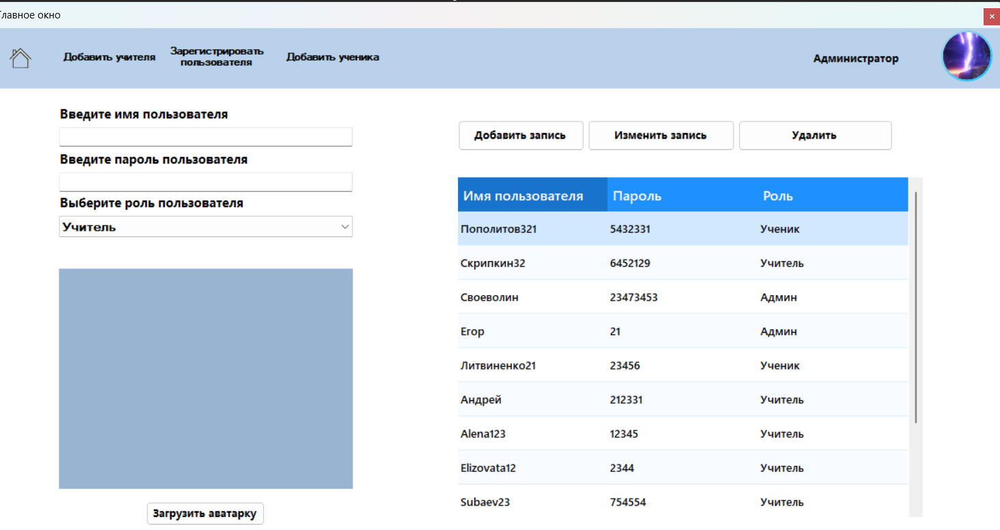 Главное окно
Добавить учителя
Зарегистрировать
пользователя
Добавить ученика
Администратор
Введите имя пользователя
Введите пароль пользователя
Выберите роль пользователя
Учитель
Загрузить аватарку
Добавить запись Изменить запись Удалить
Имя пользователя Пароль Роль
Пополитов321 5432331 Ученик
Скрипкин32 6452129 Учитель
Своеволин 23473453 Админ
Егор 21 Админ
Литвиненко21 23456 Ученик
Андрей 212331 Учитель
Alena123 12345 Учитель
Elizovata12 2344 Учитель
Subaev23 754554 Учитель